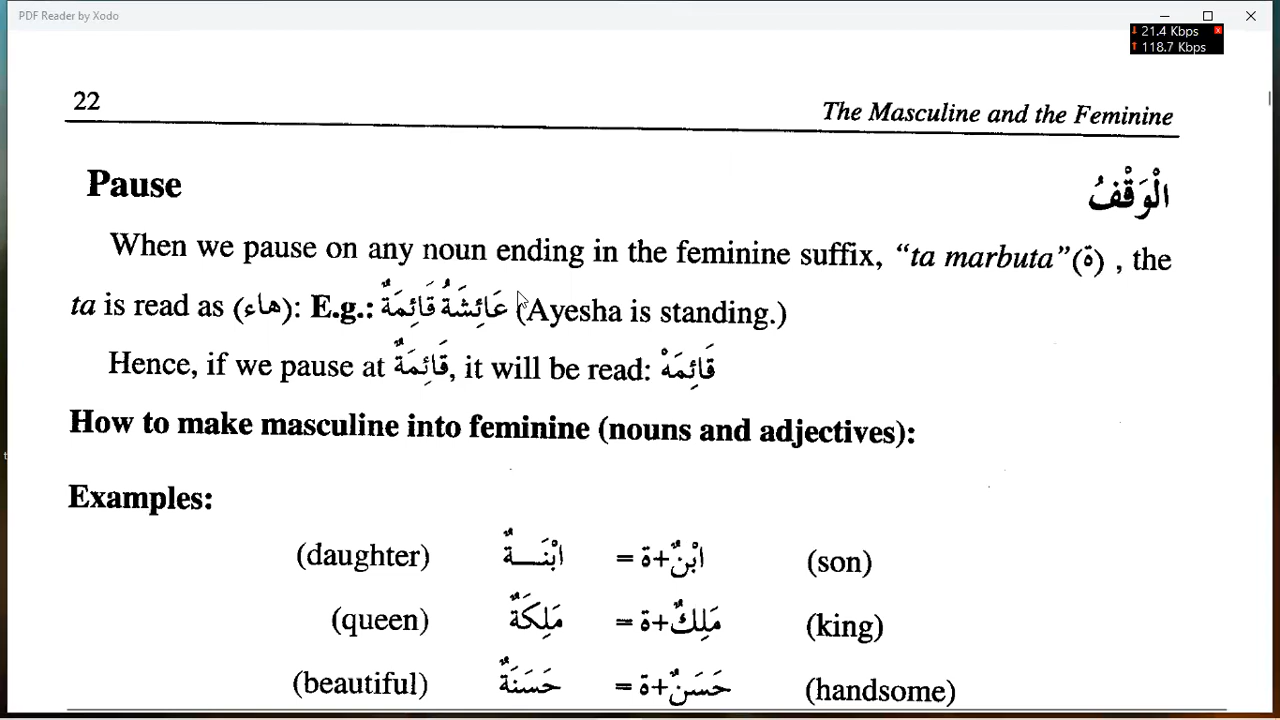 PDF Reader by Xodo
21.4 Kbps
118.7 Kbps
22 The Masculine and the Feminine
Pause الْوَقْفُ
When we pause on any noun ending in the feminine suffix, “ta marbuta”(ة) , the
ta is read as (هاء): E.g.: عَائِشَةُ قَائِمَةٌ (Ayesha is standing.)
Hence, if we pause at قَائِمَةٌ, it will be read: قَائِمَهْ
How to make masculine into feminine (nouns and adjectives):
Examples:
(daughter) ابْنَـــةٌ = ابْنٌ+ة (son)
(queen) مَلِكَةٌ = مَلِكٌ+ة (king)
(beautiful) حَسَنَةٌ = حَسَنٌ+ة (handsome)